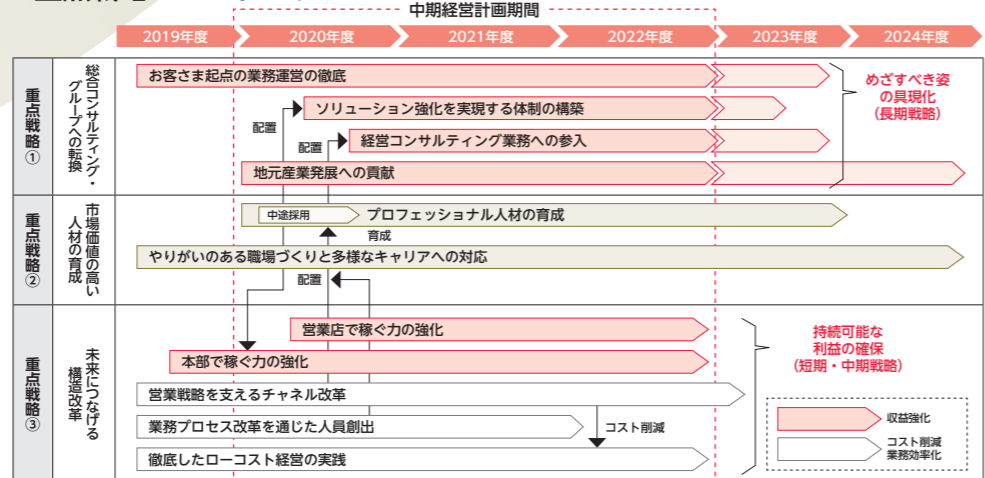 中期経営計画期間
2019年度
2020年度
2021年度
2022年度
2023年度
2024年度
重点戦略①
総合コンサルティング・
グループへの転換
お客さま起点の業務運営の徹底
ソリューション強化を実現する体制の構築
配置
経営コンサルティング業務への参入
配置
地元産業発展への貢献
めざすべき姿
の具現化
（長期戦略）
重点戦略②
市場価値の高い
人材の育成
中途採用
プロフェッショナル人材の育成
育成
やりがいのある職場づくりと多様なキャリアへの対応
配置
重点戦略③
未来につなげる
構造改革
営業店で稼ぐ力の強化
本部で稼ぐ力の強化
営業戦略を支えるチャネル改革
業務プロセス改革を通じた人員創出
コスト削減
徹底したローコスト経営の実践
持続可能な
利益の確保
（短期・中期戦略）
収益強化
コスト削減
業務効率化